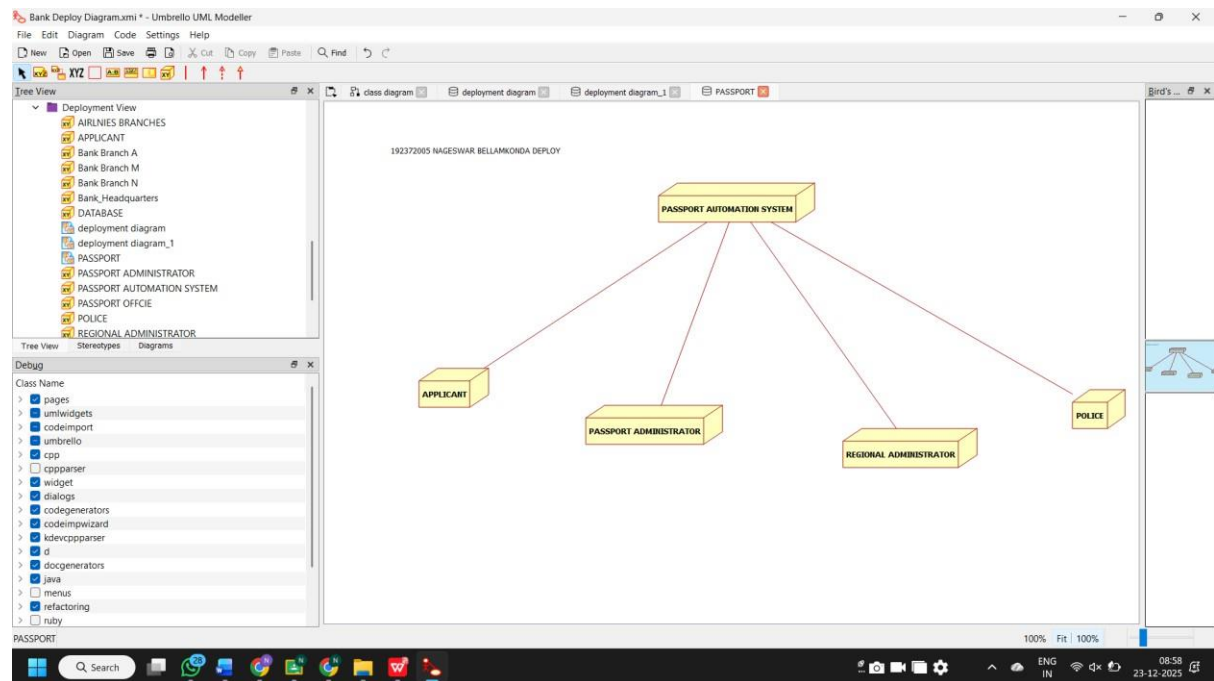 Bank Deploy Diagram.xmi * - Umbrello UML Modeller
File Edit Diagram Code Settings Help
New Open Save Cut Copy Paste Find
XYZ A:B
Tree View
class diagram deployment diagram deployment diagram_1 PASSPORT
Bird's ...
Deployment View
AIRLNIES BRANCHES
APPLICANT
Bank Branch A
Bank Branch M
Bank Branch N
Bank_Headquarters
DATABASE
deployment diagram
deployment diagram_1
PASSPORT
PASSPORT ADMINISTRATOR
PASSPORT AUTOMATION SYSTEM
PASSPORT OFFCIE
POLICE
REGIONAL ADMINISTRATOR
Tree View Stereotypes Diagrams
Debug
Class Name
pages
umlwidgets
codeimport
umbrello
cpp
cppparser
widget
dialogs
codegenerators
codeimpwizard
kdevcppparser
d
docgenerators
java
menus
refactoring
ruby
192372005 NAGESWAR BELLAMKONDA DEPLOY
PASSPORT AUTOMATION SYSTEM
APPLICANT
PASSPORT ADMINISTRATOR
REGIONAL ADMINISTRATOR
POLICE
PASSPORT
100% Fit 100%
Search
28
ENG
IN
08:58
23-12-2025